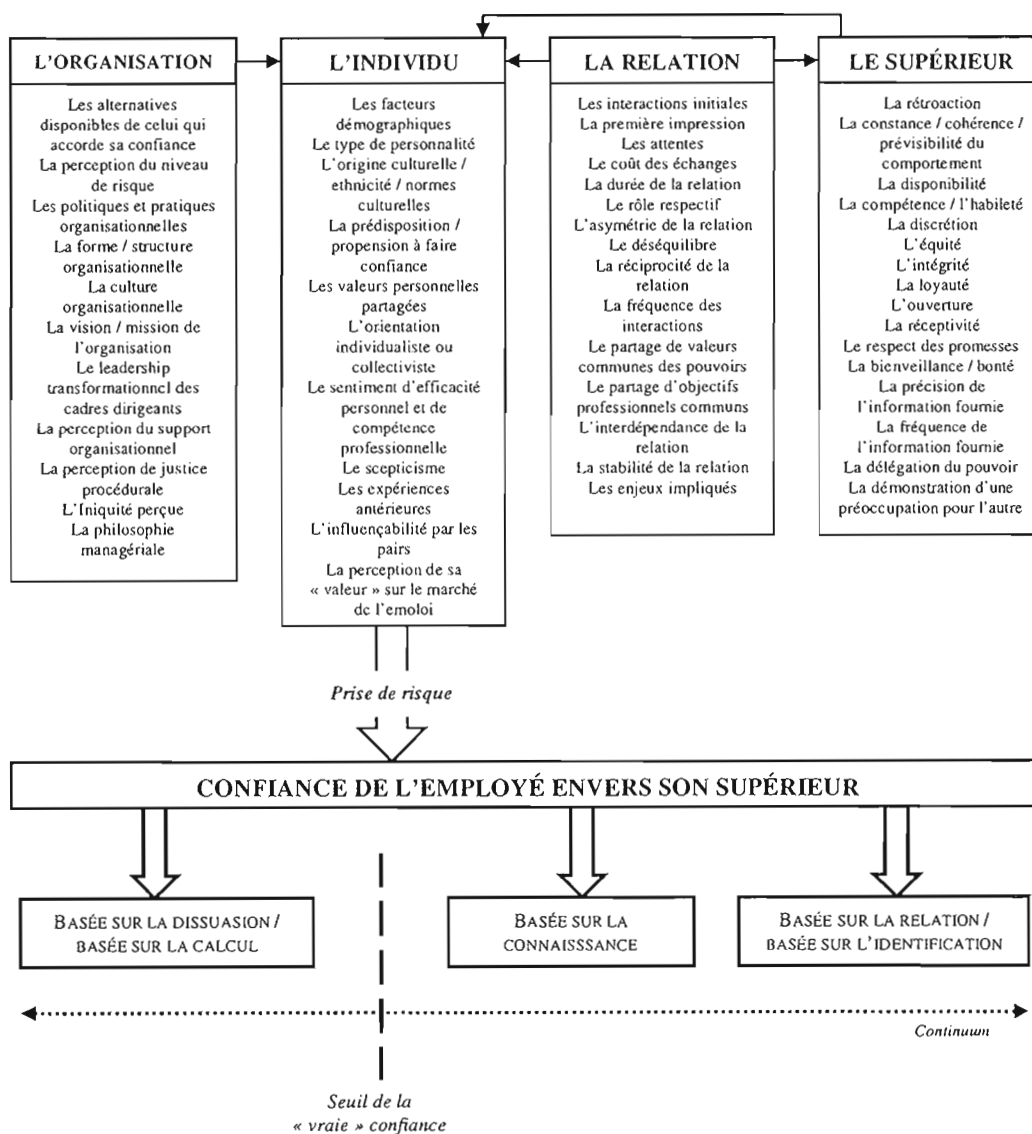 L'ORGANISATION
Les alternatives
disponibles de celui qui
accorde sa confiance
La perception du niveau
de risque
Les politiques et pratiques
organisationnelles
La forme / structure
organisationnelle
La culture
organisationnelle
La vision / mission de
l'organisation
Le leadership
transformationnel des
cadres dirigeants
La perception du support
organisationnel
La perception de justice
procédurale
L'Iniquité perçue
La philosophie
managériale
L'INDIVIDU
Les facteurs
démographiques
Le type de personnalité
L'origine culturelle /
ethnicité / normes
culturelles
La prédisposition /
propension à faire
confiance
Les valeurs personnelles
partagées
L'orientation
individualiste ou
collectiviste
Le sentiment d'efficacité
personnel et de
compétence
professionnelle
Le scepticisme
Les expériences
antérieures
L'influençabilité par les
pairs
La perception de sa
« valeur » sur le marché
de l'emploi
LA RELATION
Les interactions initiales
La première impression
Les attentes
Le coût des échanges
La durée de la relation
Le rôle respectif
L'asymétrie de la relation
Le déséquilibre
La réciprocité de la
relation
La fréquence des
interactions
Le partage de valeurs
communes des pouvoirs
Le partage d'objectifs
professionnels communs
L'interdépendance de la
relation
La stabilité de la relation
Les enjeux impliqués
LE SUPÉRIEUR
La rétroaction
La constance / cohérence /
prévisibilité du
comportement
La disponibilité
La compétence / l'habileté
La discrétion
L'équité
L'intégrité
La loyauté
L'ouverture
La réceptivité
Le respect des promesses
La bienveillance / bonté
La précision de
l'information fournie
La fréquence de
l'information fournie
La délégation du pouvoir
La démonstration d'une
préoccupation pour l'autre
Prise de risque
CONFIANCE DE L'EMPLOYÉ ENVERS SON SUPÉRIEUR
BASÉE SUR LA DISSUASION /
BASÉE SUR LA CALCUL
BASÉE SUR LA
CONNAISSSANCE
BASÉE SUR LA RELATION /
BASÉE SUR L'IDENTIFICATION
Continuum
Seuil de la
« vraie » confiance